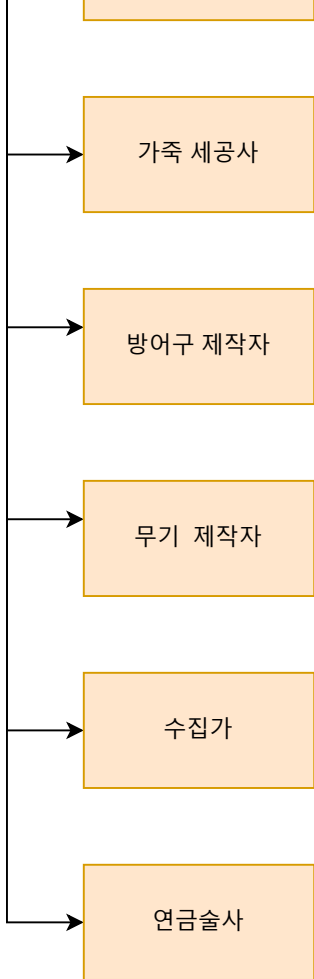 가죽 세공사
방어구 제작자
무기  제작자
수집가
연금술사